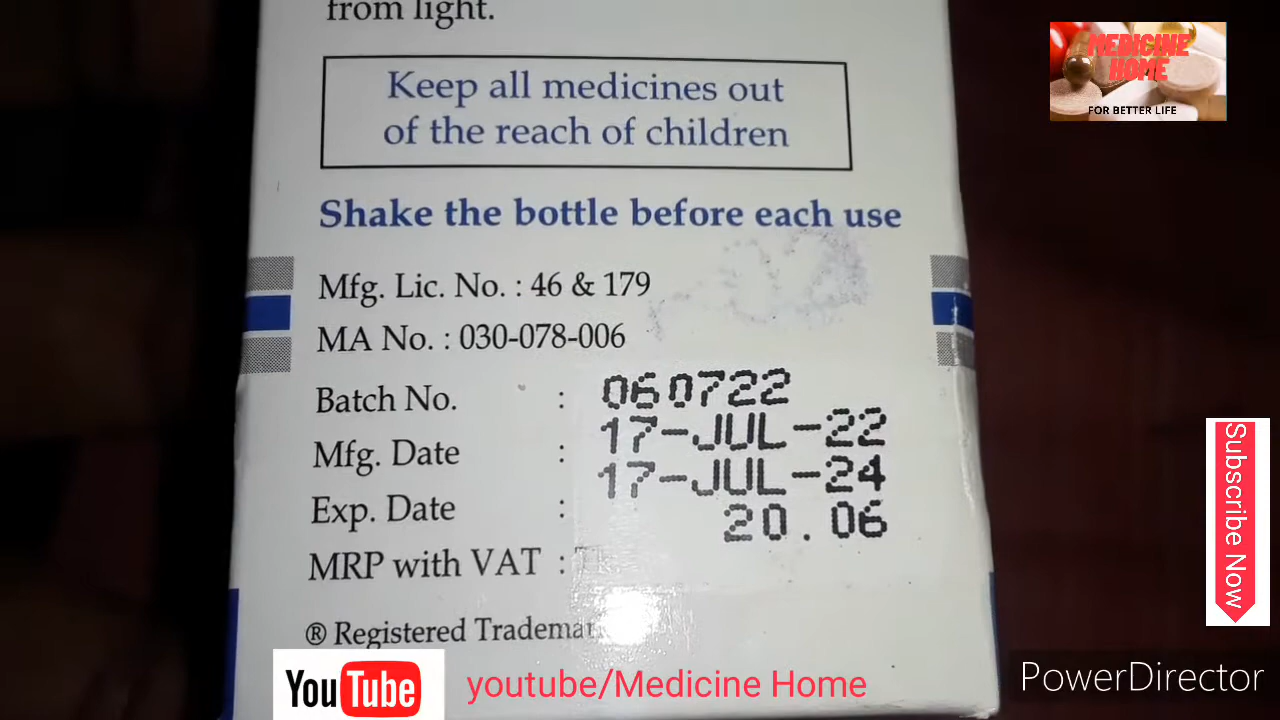 from light.
Keep all medicines out
of the reach of children
Shake the bottle before each use
Mfg. Lic. No. : 46 & 179
MA No. : 030-078-006
Batch No. : 060722
Mfg. Date : 17-JUL-22
Exp. Date : 17-JUL-24
MRP with VAT : 20.06
® Registered
MEDICINE
HOME
FOR BETTER LIFE
Subscribe Now
YouTube
youtube/Medicine Home
PowerDirector